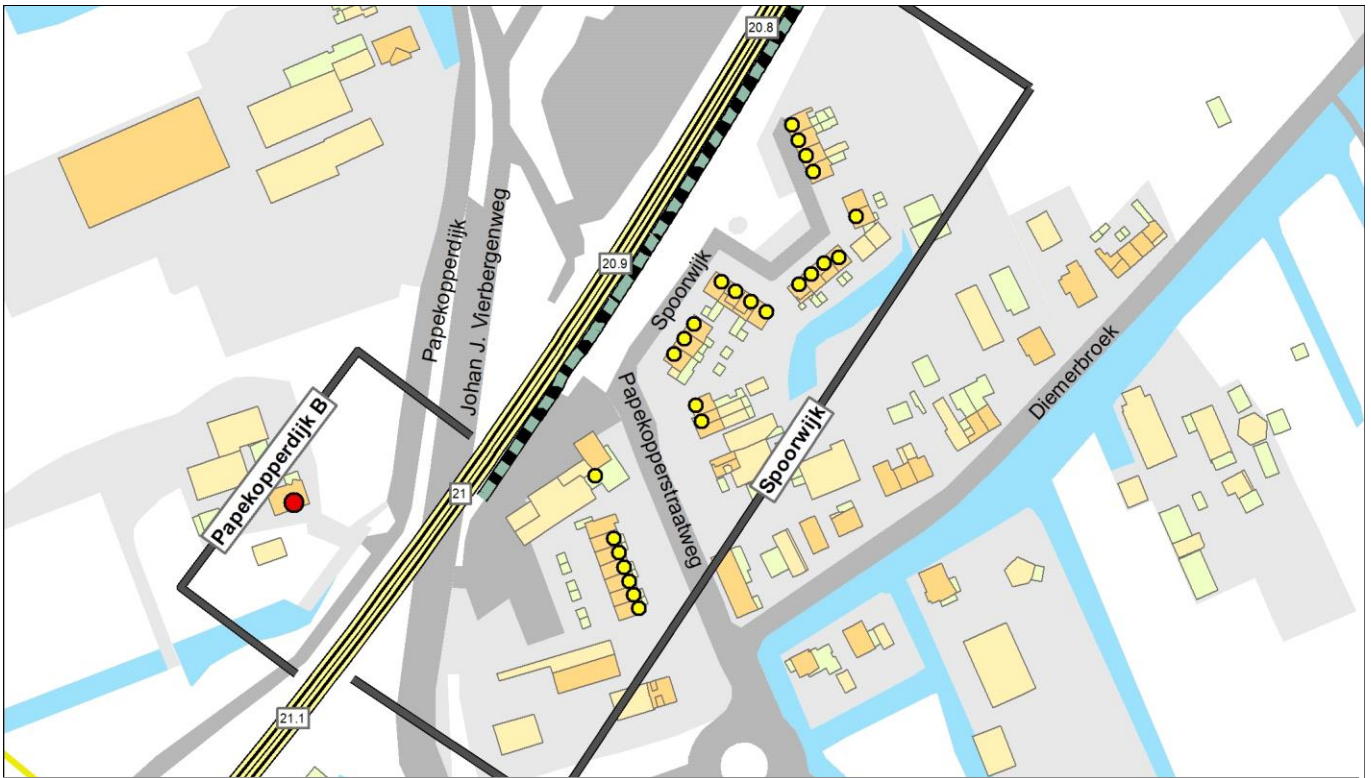 20.8
Papekopperdijk
Johan J. Vierbergenweg
20.9
Spoorwijk
Papekopperstraatweg
Diemerbroek
Papekopperdijk B
Spoorwijk
21
21.1